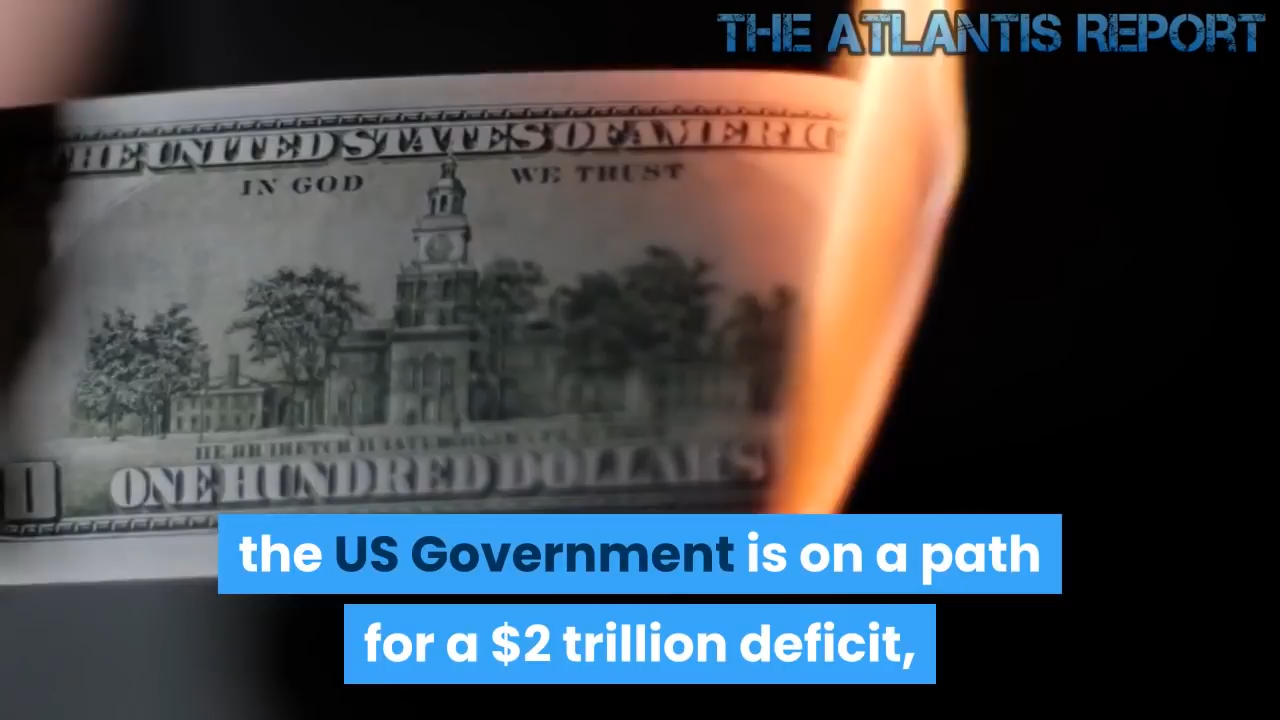 THE ATLANTIS REPORT
THE UNITED STATES OF AMERIC
IN GOD WE TRUST
ONE HUNDRED DOLLARS
the US Government is on a path
for a $2 trillion deficit,